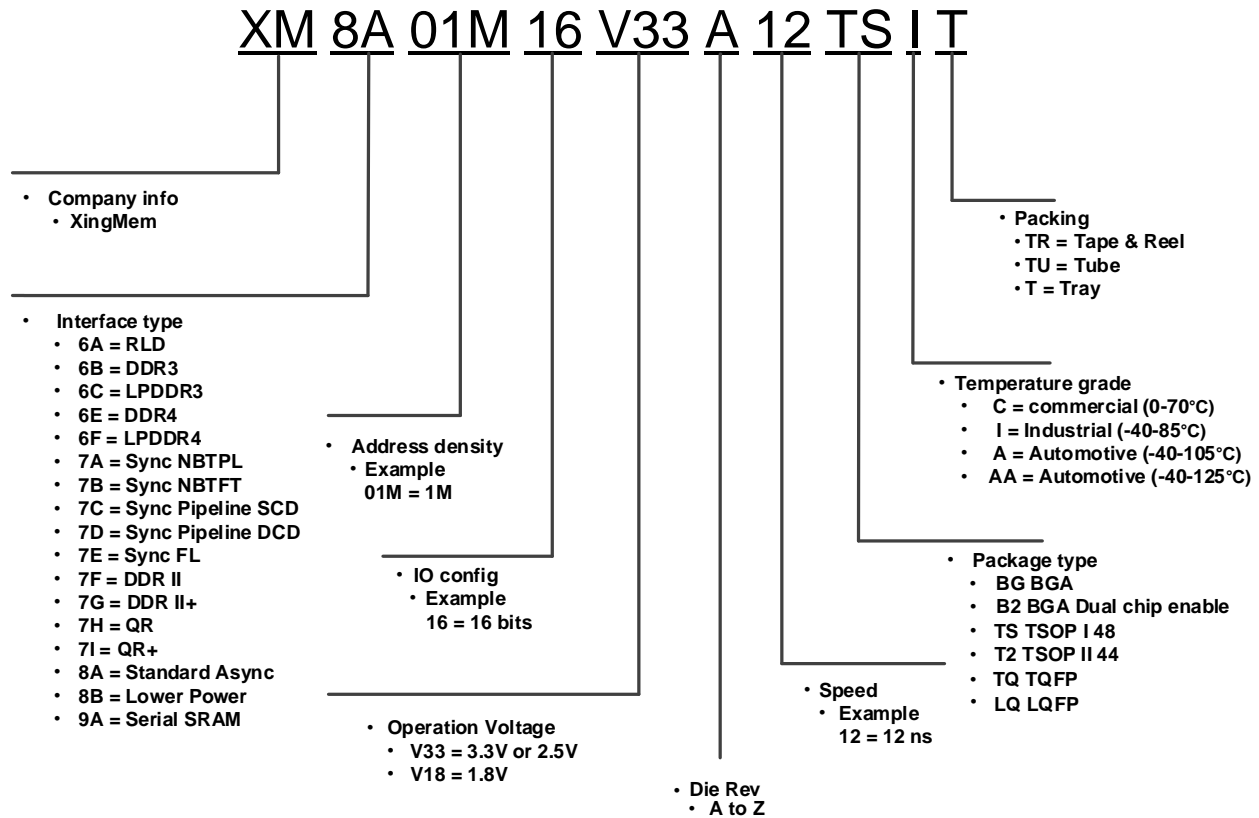 XM 8A 01M 16 V33 A 12 TS I T
• Company info
• XingMem
• Interface type
• 6A = RLD
• 6B = DDR3
• 6C = LPDDR3
• 6E = DDR4
• 6F = LPDDR4
• 7A = Sync NBTPL
• 7B = Sync NBTFT
• 7C = Sync Pipeline SCD
• 7D = Sync Pipeline DCD
• 7E = Sync FL
• 7F = DDR II
• 7G = DDR II+
• 7H = QR
• 7I = QR+
• 8A = Standard Async
• 8B = Lower Power
• 9A = Serial SRAM
• Address density
• Example
01M = 1M
• IO config
• Example
16 = 16 bits
• Operation Voltage
• V33 = 3.3V or 2.5V
• V18 = 1.8V
• Die Rev
• A to Z
• Speed
• Example
12 = 12 ns
• Package type
• BG BGA
• B2 BGA Dual chip enable
• TS TSOP I 48
• T2 TSOP II 44
• TQ TQFP
• LQ LQFP
• Temperature grade
• C = commercial (0-70°C)
• I = Industrial (-40-85°C)
• A = Automotive (-40-105°C)
• AA = Automotive (-40-125°C)
• Packing
• TR = Tape & Reel
• TU = Tube
• T = Tray